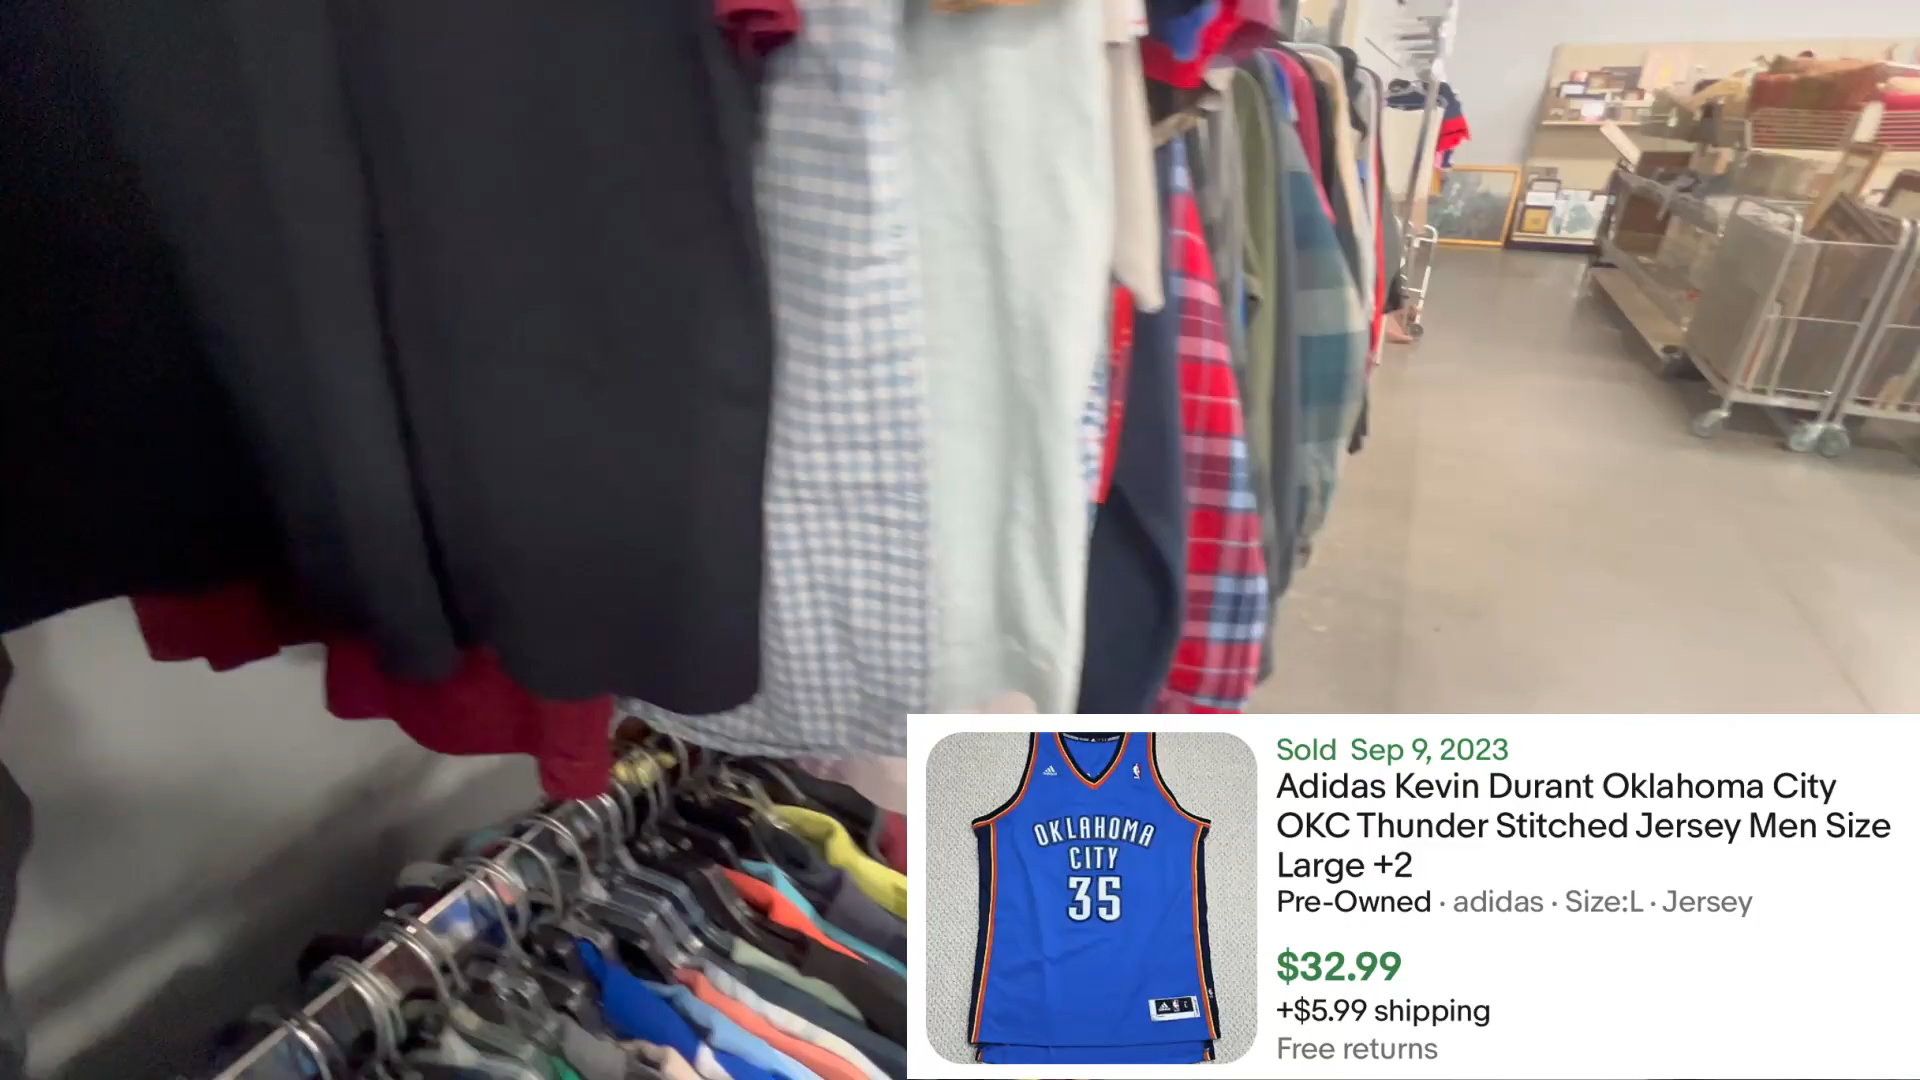 Sold Sep 9, 2023
Adidas Kevin Durant Oklahoma City
OKC Thunder Stitched Jersey Men Size
Large +2
Pre-Owned · adidas · Size:L · Jersey
$32.99
+$5.99 shipping
Free returns
OKLAHOMA
CITY
35